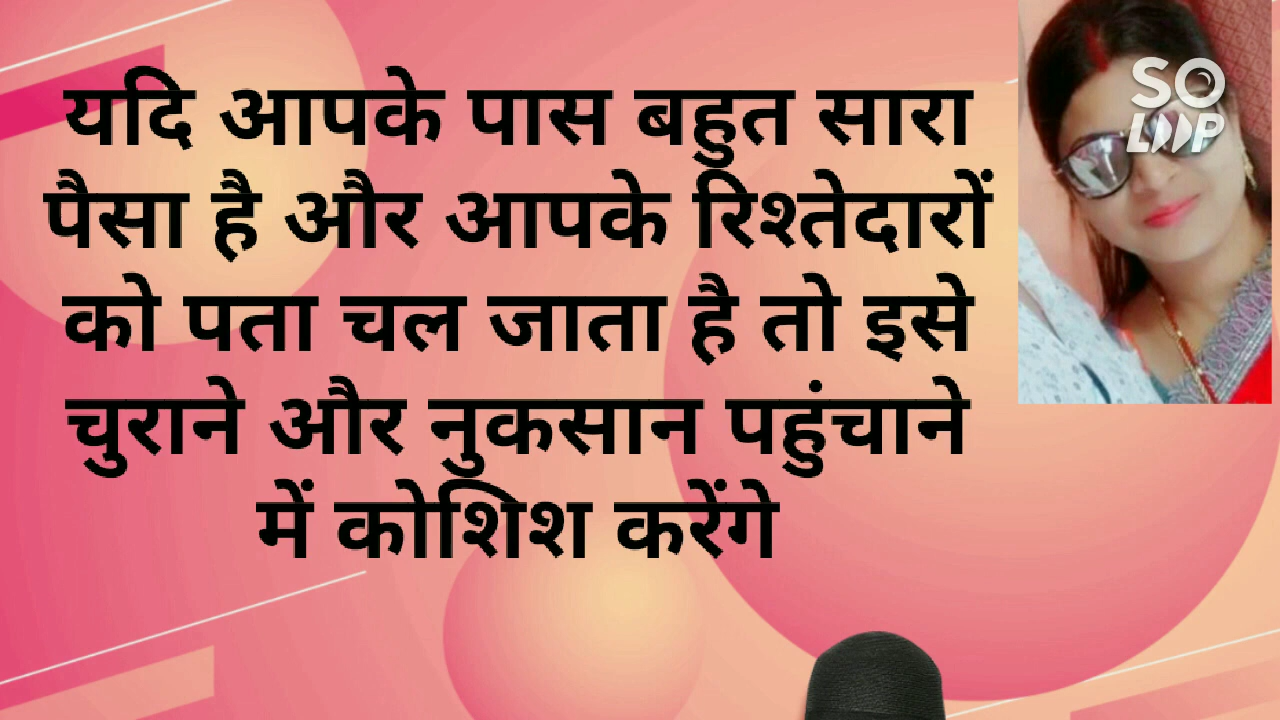 यदि आपके पास बहुत सारा
पैसा है और आपके रिश्तेदारों
को पता चल जाता है तो इसे
चुराने और नुकसान पहुंचाने
में कोशिश करेंगे
SO
LOOP